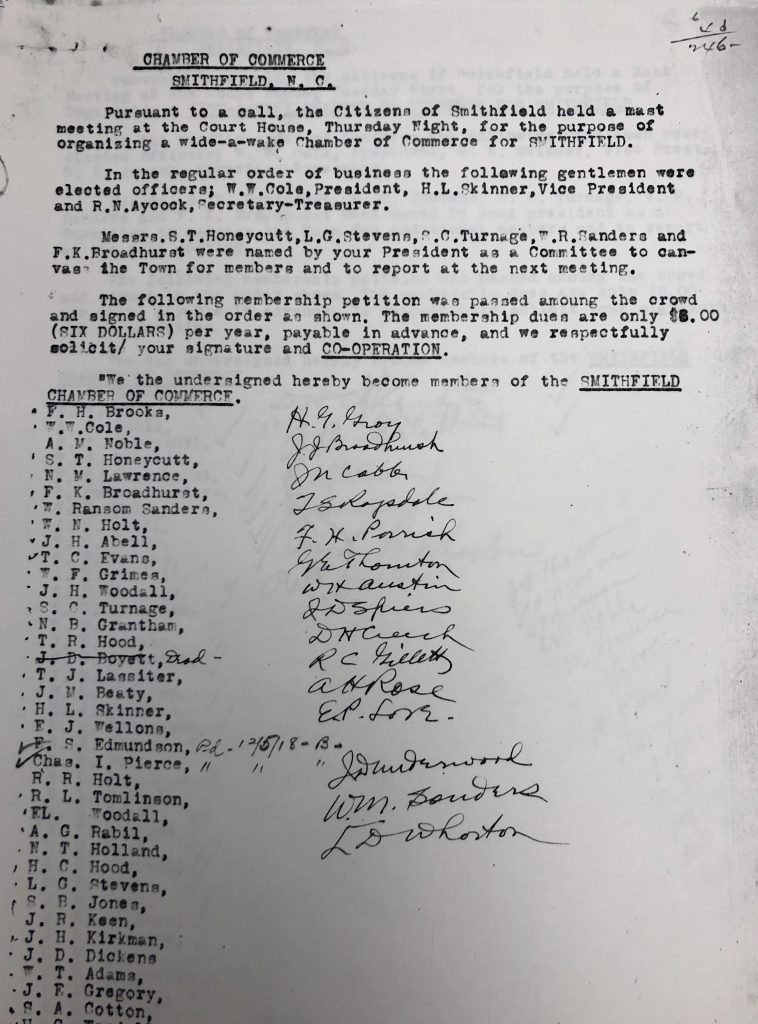 6 41
246-
CHAMBER OF COMMERCE
SMITHFIELD, N. C.
Pursuant to a call, the Citizens of Smithfield held a mast
meeting at the Court House, Thursday Night, for the purpose of
organizing a wide-a-wake Chamber of Commerce for SMITHFIELD.
In the regular order of business the following gentlemen were
elected officers; W.W.Cole,President, H.L.Skinner,Vice President
and R.N.Aycock,Secretary-Treasurer.
Messrs.S.T.Honeycutt,L.G.Stevens,S.C.Turnage,W.R.Sanders and
F.K.Broadhurst were named by your President as a Committee to can-
vass the Town for members and to report at the next meeting.
The following membership petition was passed amoung the crowd
and signed in the order as shown. The membership dues are only $6.00
(SIX DOLLARS) per year, payable in advance, and we respectfully
solicit/ your signature and CO-OPERATION.
"We the undersigned hereby become members of the SMITHFIELD
CHAMBER OF COMMERCE.
F. H. Brooks,
W.W.Cole,
A. M. Noble,
S. T. Honeycutt,
N. M. Lawrence,
F. K. Broadhurst,
W. Ransom Sanders,
W. N. Holt,
J. H. Abell,
T. C. Evans,
W. F. Grimes,
J. H. Woodall,
S. C. Turnage,
N. B. Grantham,
T. R. Hood,
J. D. Boyett, Dead -
T. J. Lassiter,
J. M. Beaty,
H. L. Skinner,
E. J. Wellons,
E. S. Edmundson, Pd - 12/5/18 - B-
Chas. I. Pierce, " " "
R. R. Holt,
R. L. Tomlinson,
EL. Woodall,
A. G. Rabil,
N. T. Holland,
H. C. Hood,
L. G. Stevens,
S. B. Jones,
J. R. Keen,
J. H. Kirkman,
J. D. Dickens
W. T. Adams,
J. E. Gregory,
S. A. Cotton,
H. G. Gray
J J Broadhurst
J N Cobb
T S Ragsdale
F. H. Parrish
G E Thornton
W H Austin
J D Spiers
D H Creech
R C Gillett
A H Rose
E. P. Lore -
J D Underwood
W. M. Sanders
L D Wharton